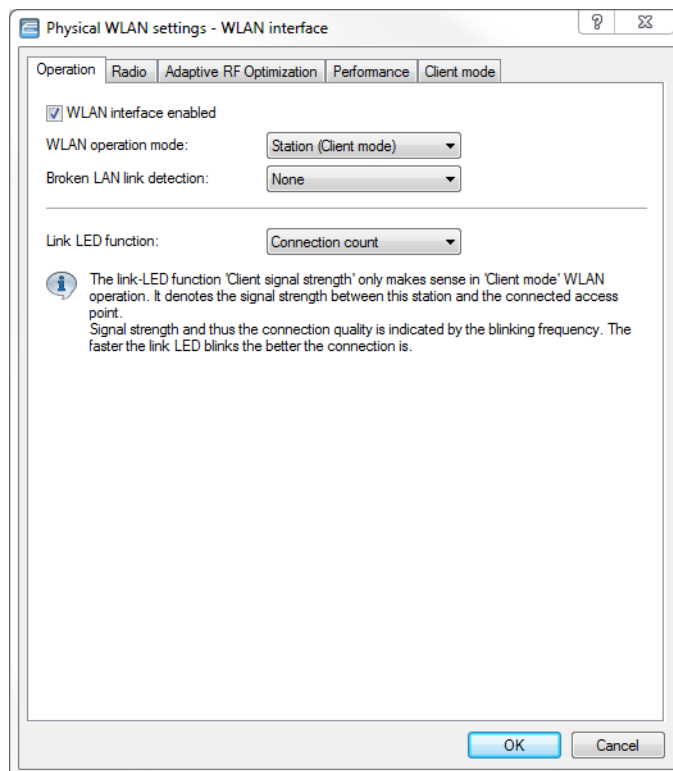 Physical WLAN settings - WLAN interface
Operation Radio Adaptive RF Optimization Performance Client mode
WLAN interface enabled
WLAN operation mode: Station (Client mode)
Broken LAN link detection: None
Link LED function: Connection count
The link-LED function 'Client signal strength' only makes sense in 'Client mode' WLAN
operation. It denotes the signal strength between this station and the connected access
point.
Signal strength and thus the connection quality is indicated by the blinking frequency. The
faster the link LED blinks the better the connection is.
OK Cancel